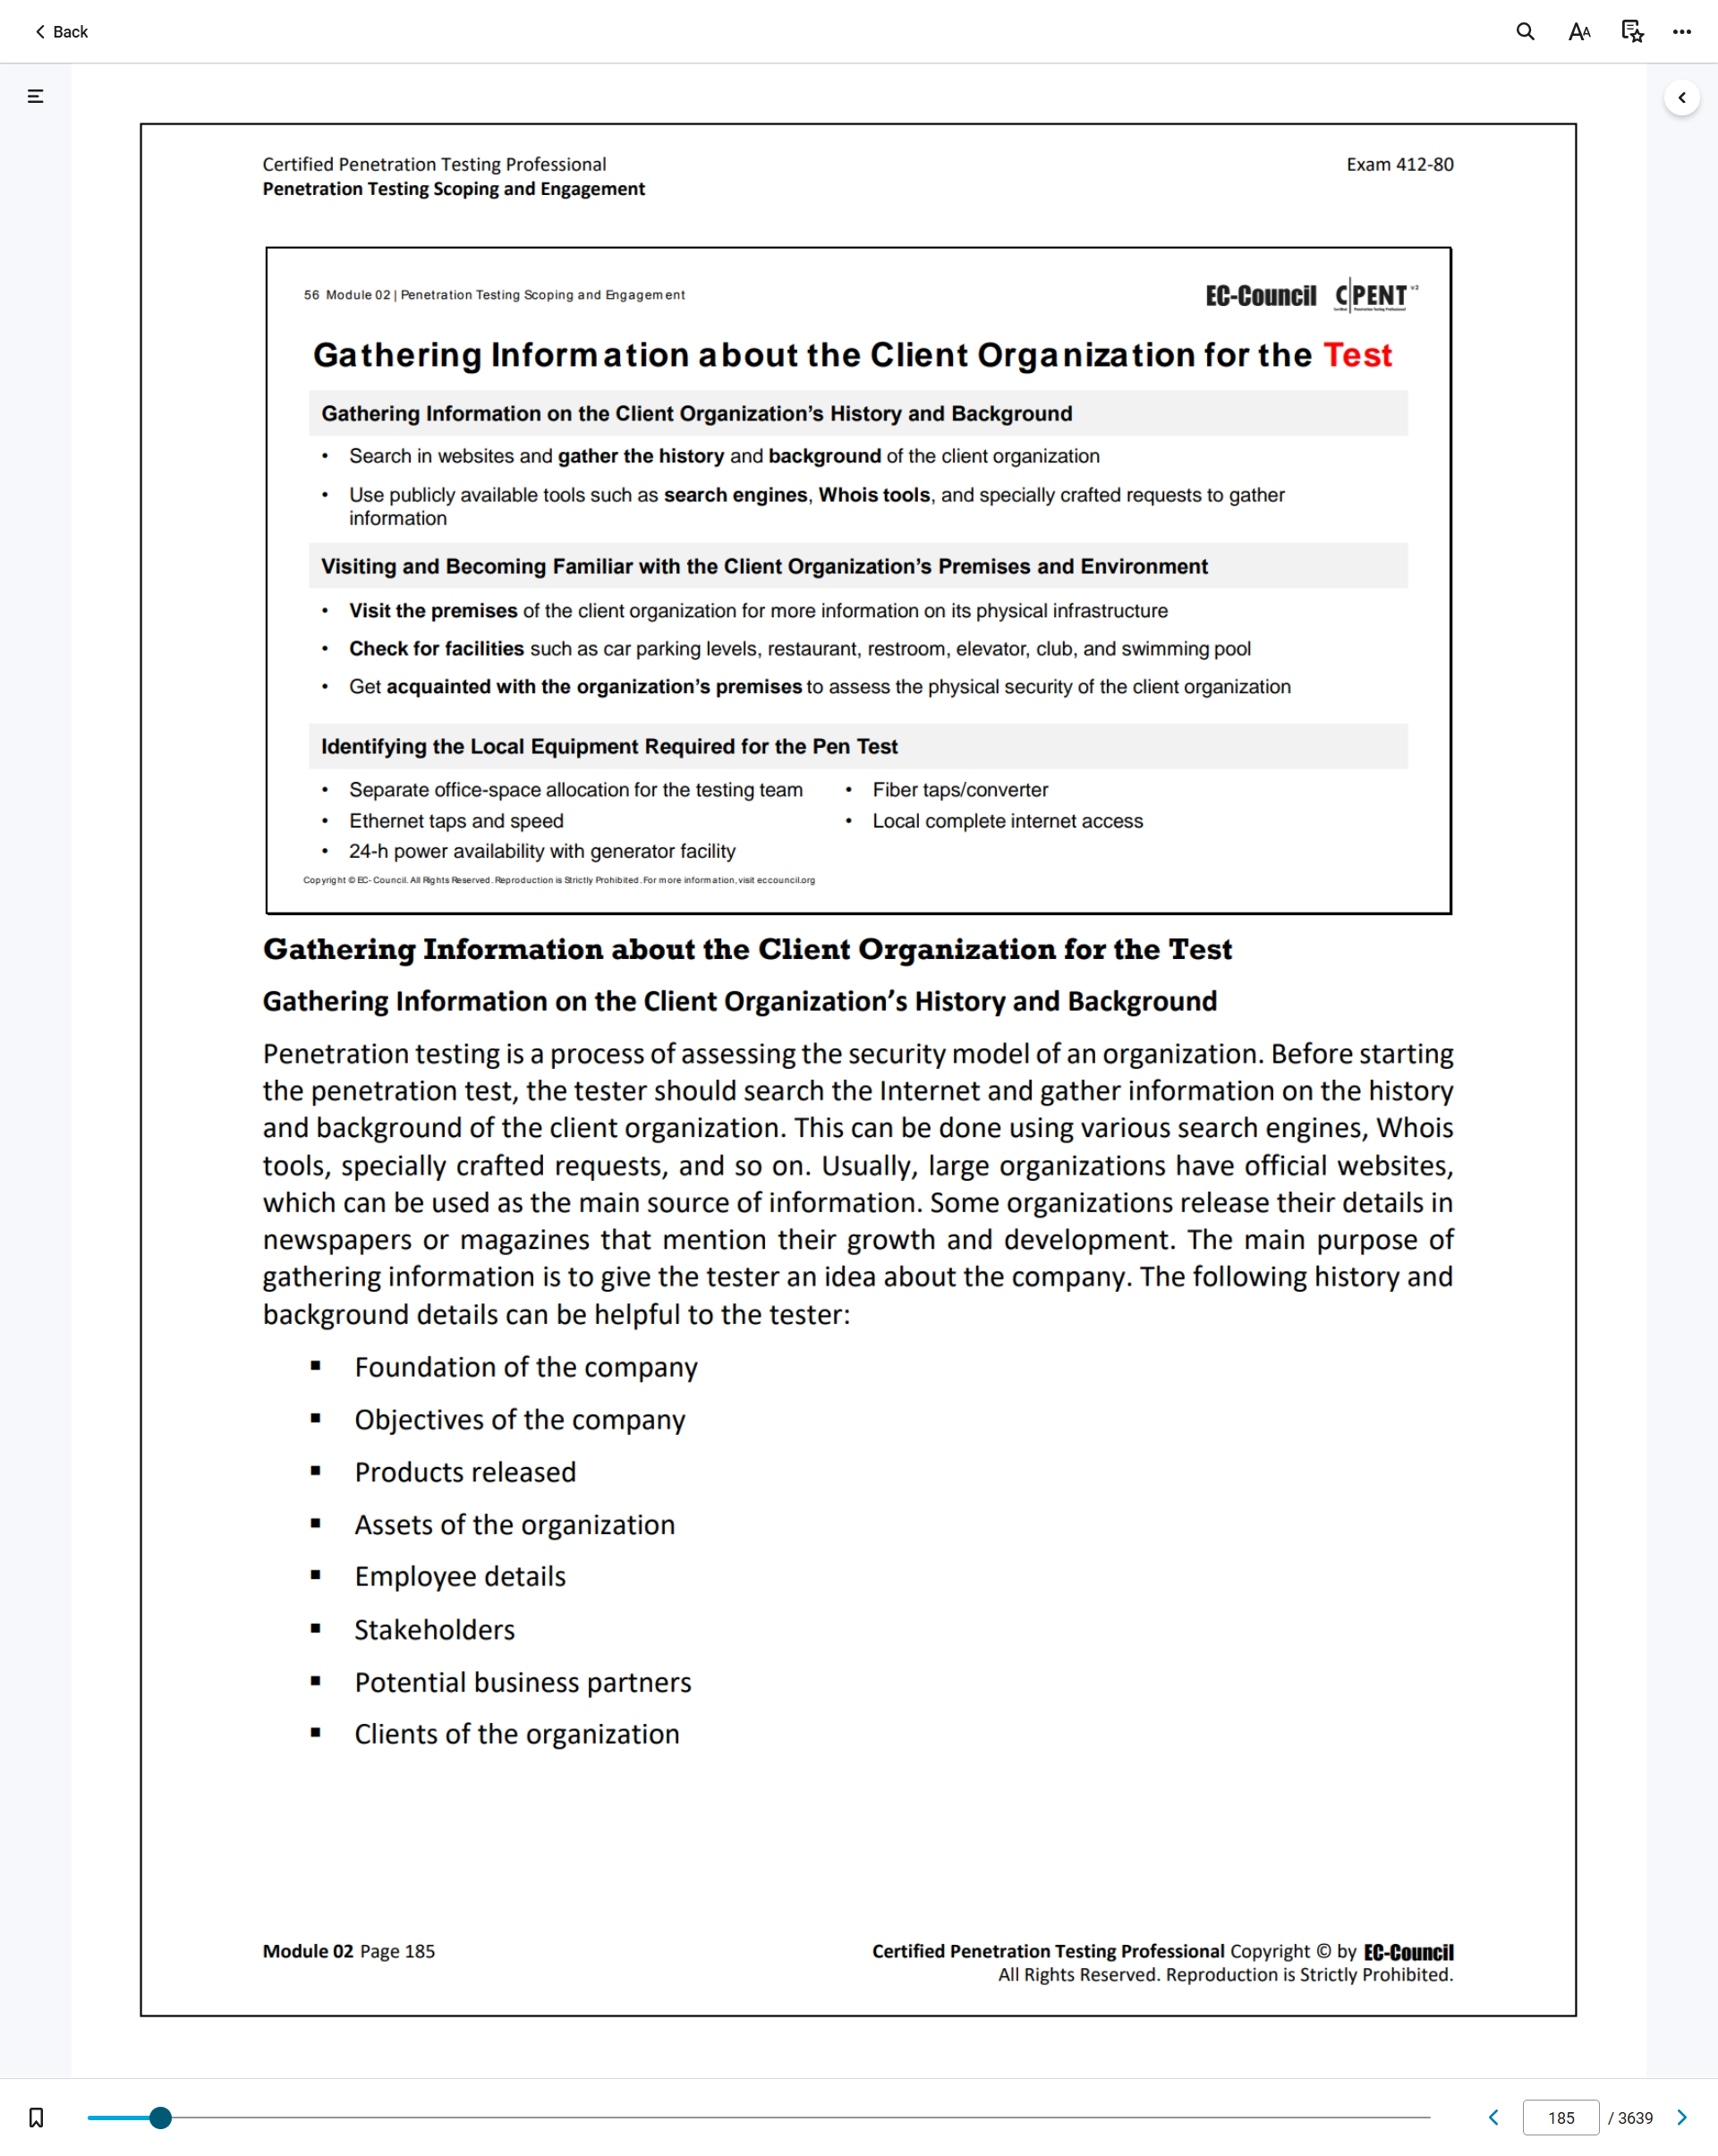 Back
Certified Penetration Testing Professional
Exam 412-80
Penetration Testing Scoping and Engagement
56 Module 02 | Penetration Testing Scoping and Engagement
EC-Council C|PENT v2
Gathering Information about the Client Organization for the Test
Gathering Information on the Client Organization's History and Background
• Search in websites and gather the history and background of the client organization
• Use publicly available tools such as search engines, Whois tools, and specially crafted requests to gather
information
Visiting and Becoming Familiar with the Client Organization's Premises and Environment
• Visit the premises of the client organization for more information on its physical infrastructure
• Check for facilities such as car parking levels, restaurant, restroom, elevator, club, and swimming pool
• Get acquainted with the organization's premises to assess the physical security of the client organization
Identifying the Local Equipment Required for the Pen Test
• Separate office-space allocation for the testing team
• Ethernet taps and speed
• 24-h power availability with generator facility
• Fiber taps/converter
• Local complete internet access
Copyright © EC-Council. All Rights Reserved. Reproduction is Strictly Prohibited. For more information, visit eccouncil.org
Gathering Information about the Client Organization for the Test
Gathering Information on the Client Organization's History and Background
Penetration testing is a process of assessing the security model of an organization. Before starting
the penetration test, the tester should search the Internet and gather information on the history
and background of the client organization. This can be done using various search engines, Whois
tools, specially crafted requests, and so on. Usually, large organizations have official websites,
which can be used as the main source of information. Some organizations release their details in
newspapers or magazines that mention their growth and development. The main purpose of
gathering information is to give the tester an idea about the company. The following history and
background details can be helpful to the tester:
▪ Foundation of the company
▪ Objectives of the company
▪ Products released
▪ Assets of the organization
▪ Employee details
▪ Stakeholders
▪ Potential business partners
▪ Clients of the organization
Module 02 Page 185
Certified Penetration Testing Professional Copyright © by EC-Council
All Rights Reserved. Reproduction is Strictly Prohibited.
185 / 3639